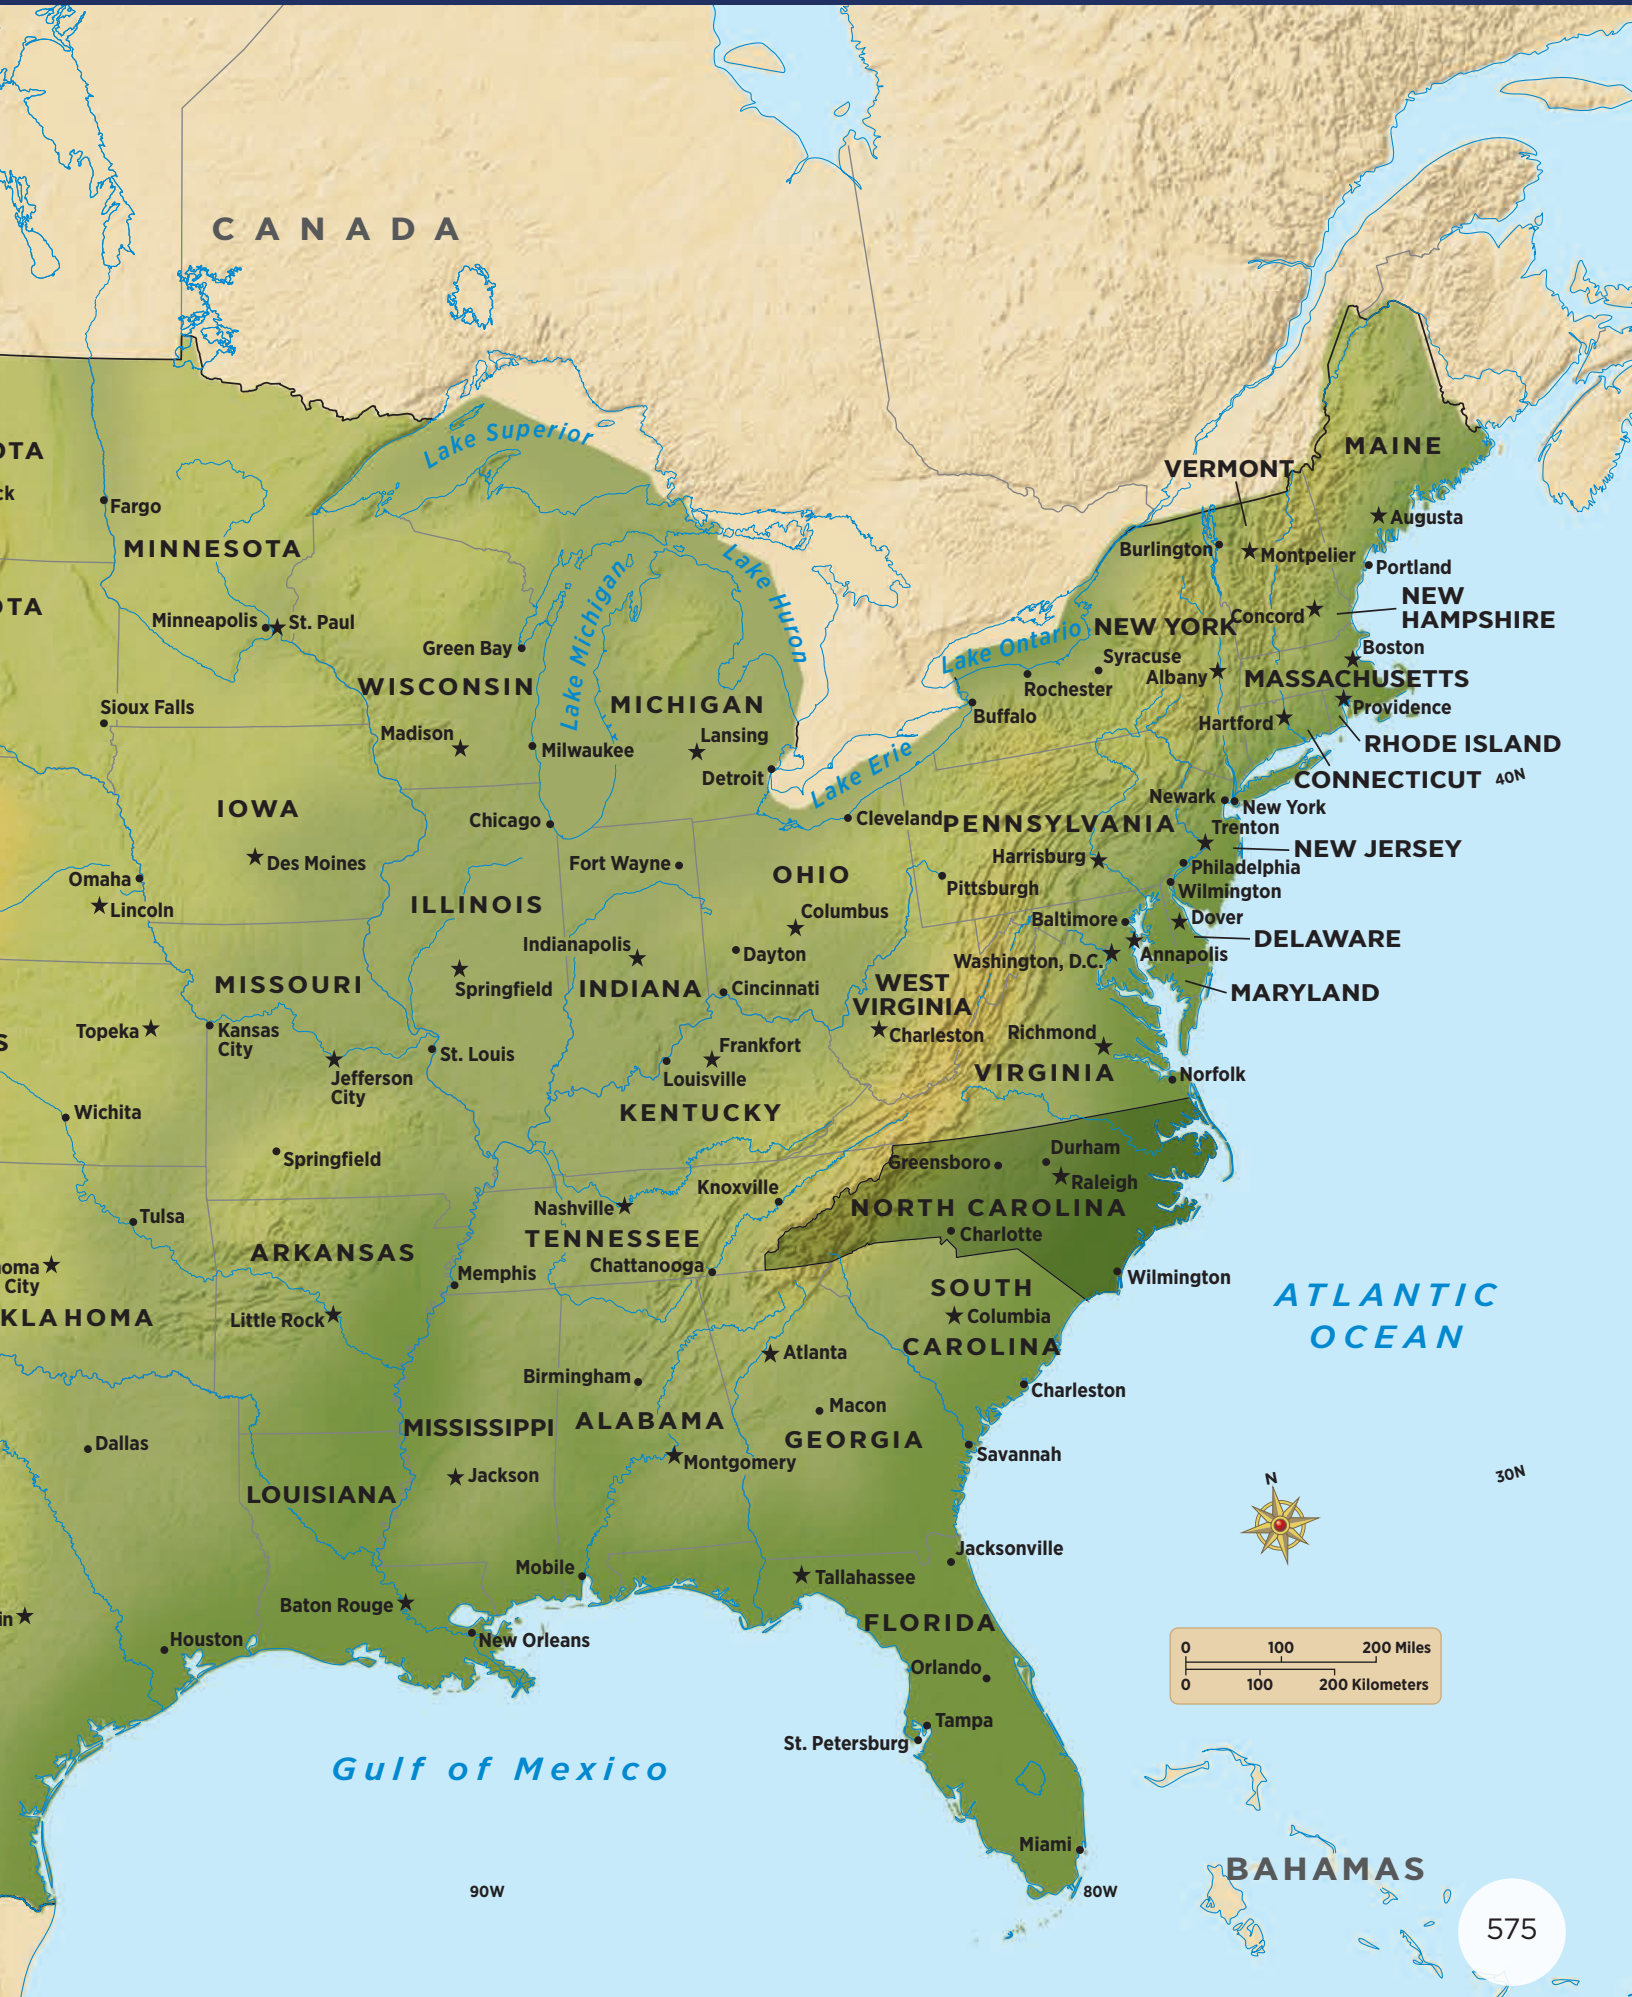 CANADA
Lake Superior
OTA
ck
MAINE
VERMONT
Fargo
Augusta
MINNESOTA
Burlington
Montpelier
Lake Huron
Lake Michigan
Portland
OTA
NEW
HAMPSHIRE
Concord
Minneapolis
St. Paul
NEW YORK
Lake Ontario
Green Bay
Boston
Syracuse
Albany
MASSACHUSETTS
WISCONSIN
Rochester
MICHIGAN
Sioux Falls
Providence
Buffalo
Hartford
Madison
Lansing
RHODE ISLAND
Milwaukee
Detroit
Lake Erie
CONNECTICUT
40N
Newark
New York
IOWA
Chicago
Cleveland
PENNSYLVANIA
Trenton
NEW JERSEY
Des Moines
Fort Wayne
Harrisburg
Philadelphia
OHIO
Omaha
Pittsburgh
Wilmington
ILLINOIS
Lincoln
Columbus
Baltimore
Dover
DELAWARE
Indianapolis
Dayton
Washington, D.C.
Annapolis
MISSOURI
Springfield
INDIANA
Cincinnati
WEST
VIRGINIA
MARYLAND
Topeka
Kansas
City
Charleston
Richmond
S
Frankfort
St. Louis
Jefferson
City
Louisville
VIRGINIA
Norfolk
Wichita
KENTUCKY
Durham
Springfield
Greensboro
Raleigh
Knoxville
Nashville
NORTH CAROLINA
Tulsa
TENNESSEE
Charlotte
ARKANSAS
Chattanooga
Memphis
Wilmington
oma
City
SOUTH
CAROLINA
ATLANTIC
OCEAN
KLAHOMA
Little Rock
Columbia
Atlanta
Birmingham
Charleston
Macon
MISSISSIPPI
ALABAMA
GEORGIA
Dallas
Savannah
Montgomery
Jackson
N
30N
LOUISIANA
Jacksonville
Mobile
Tallahassee
Baton Rouge
in
FLORIDA
Houston
New Orleans
0 100 200 Miles
0 100 200 Kilometers
Orlando
Tampa
St. Petersburg
Gulf of Mexico
Miami
BAHAMAS
90W
80W
575